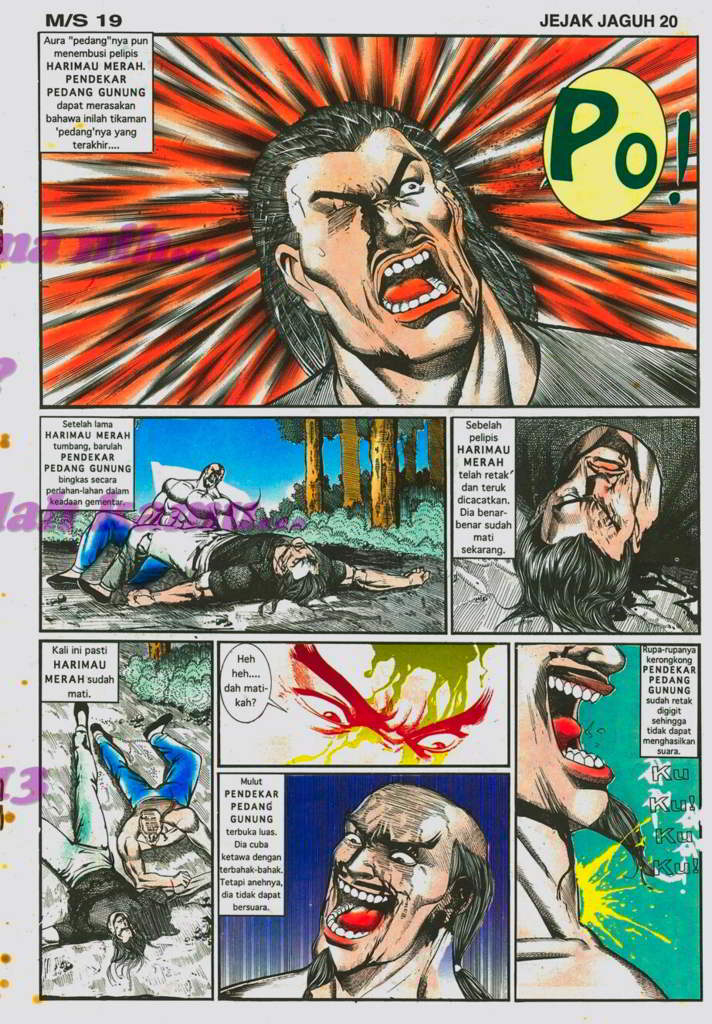 M/S 19
JEJAK JAGUH 20
Aura "pedang"nya pun
menembusi pelipis
HARIMAU MERAH.
PENDEKAR
PEDANG GUNUNG
dapat merasakan
bahawa inilah tikaman
'pedang'nya yang
terakhir....
Po!
Setelah lama
HARIMAU MERAH
tumbang, barulah
PENDEKAR
PEDANG GUNUNG
bingkas secara
perlahan-lahan dalam
keadaan gementar.
Sebelah
pelipis
HARIMAU
MERAH
telah retak
dan teruk
dicacatkan.
Dia benar-
benar sudah
mati
sekarang.
Kali ini pasti
HARIMAU
MERAH sudah
mati.
Heh
heh....
dah mati-
kah?
Mulut
PENDEKAR
PEDANG
GUNUNG
terbuka luas.
Dia cuba
ketawa dengan
terbahak-bahak.
Tetapi anehnya,
dia tidak dapat
bersuara.
Rupa-rupanya
kerongkong
PENDEKAR
PEDANG
GUNUNG
sudah retak
digigit
sehingga
tidak dapat
menghasilkan
suara.
Ku
Ku!
Ku
Ku!